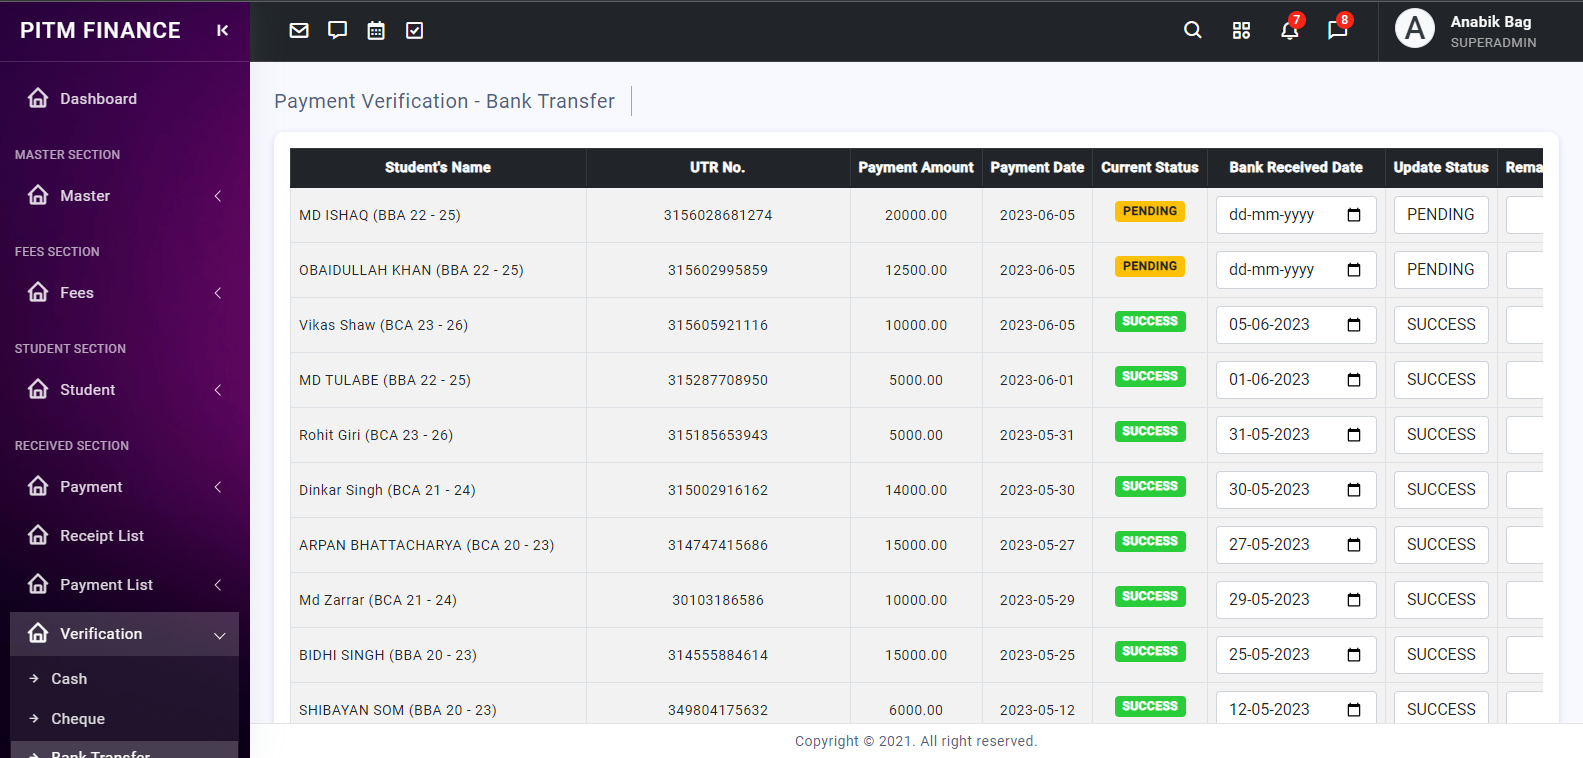 PITM FINANCE
7
8
A
Anabik Bag
SUPERADMIN
Dashboard
MASTER SECTION
Master
FEES SECTION
Fees
STUDENT SECTION
Student
RECEIVED SECTION
Payment
Receipt List
Payment List
Verification
Cash
Cheque
Bank Transfer
Payment Verification - Bank Transfer
Student's Name UTR No. Payment Amount Payment Date Current Status Bank Received Date Update Status Rema
MD ISHAQ (BBA 22 - 25) 3156028681274 20000.00 2023-06-05 PENDING dd-mm-yyyy PENDING
OBAIDULLAH KHAN (BBA 22 - 25) 315602995859 12500.00 2023-06-05 PENDING dd-mm-yyyy PENDING
Vikas Shaw (BCA 23 - 26) 315605921116 10000.00 2023-06-05 SUCCESS 05-06-2023 SUCCESS
MD TULABE (BBA 22 - 25) 315287708950 5000.00 2023-06-01 SUCCESS 01-06-2023 SUCCESS
Rohit Giri (BCA 23 - 26) 315185653943 5000.00 2023-05-31 SUCCESS 31-05-2023 SUCCESS
Dinkar Singh (BCA 21 - 24) 315002916162 14000.00 2023-05-30 SUCCESS 30-05-2023 SUCCESS
ARPAN BHATTACHARYA (BCA 20 - 23) 314747415686 15000.00 2023-05-27 SUCCESS 27-05-2023 SUCCESS
Md Zarrar (BCA 21 - 24) 30103186586 10000.00 2023-05-29 SUCCESS 29-05-2023 SUCCESS
BIDHI SINGH (BBA 20 - 23) 314555884614 15000.00 2023-05-25 SUCCESS 25-05-2023 SUCCESS
SHIBAYAN SOM (BBA 20 - 23) 349804175632 6000.00 2023-05-12 SUCCESS 12-05-2023 SUCCESS
Copyright © 2021. All right reserved.